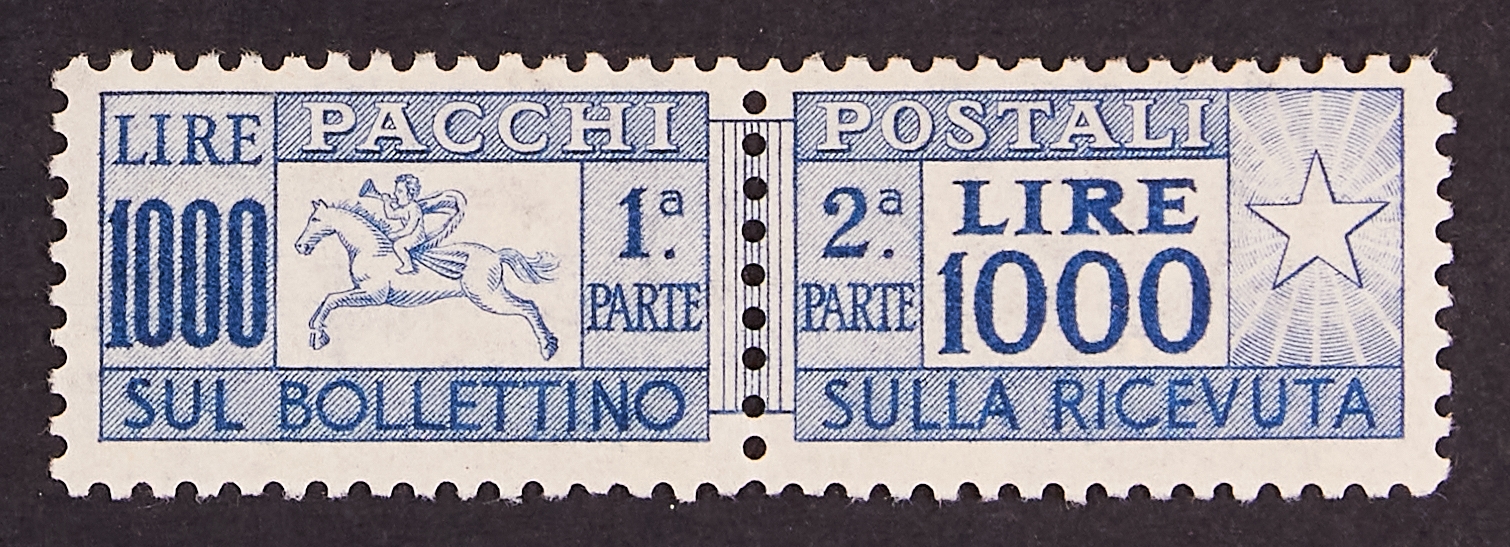 LIRE
1000
PACCHI
1.ª
PARTE
SUL BOLLETTINO
POSTALI
2.ª
PARTE
LIRE
1000
SULLA RICEVUTA